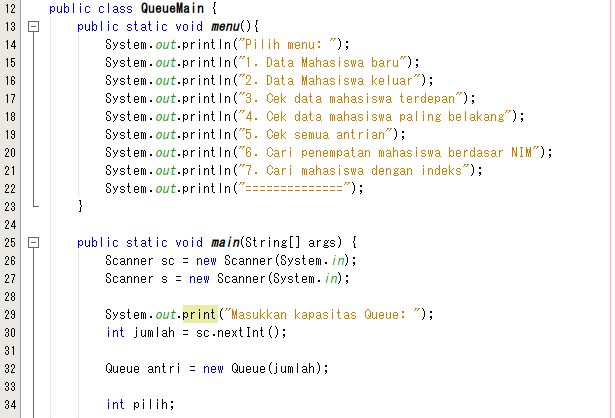 12 public class QueueMain {
13 public static void menu(){
14 System.out.println("Pilih menu: ");
15 System.out.println("1. Data Mahasiswa baru");
16 System.out.println("2. Data Mahasiswa keluar");
17 System.out.println("3. Cek data mahasiswa terdepan");
18 System.out.println("4. Cek data mahasiswa paling belakang");
19 System.out.println("5. Cek semua antrian");
20 System.out.println("6. Cari penempatan mahasiswa berdasar NIM");
21 System.out.println("7. Cari mahasiswa dengan indeks");
22 System.out.println("==============");
23 }
24
25 public static void main(String[] args) {
26 Scanner sc = new Scanner(System.in);
27 Scanner s = new Scanner(System.in);
28
29 System.out.print("Masukkan kapasitas Queue: ");
30 int jumlah = sc.nextInt();
31
32 Queue antri = new Queue(jumlah);
33
34 int pilih;